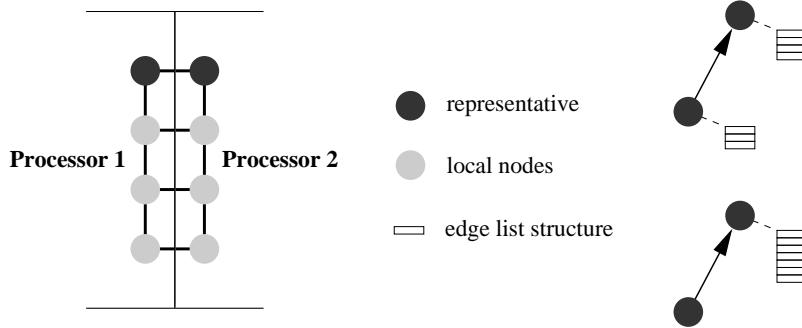 representative
Processor 1
Processor 2
local nodes
edge list structure